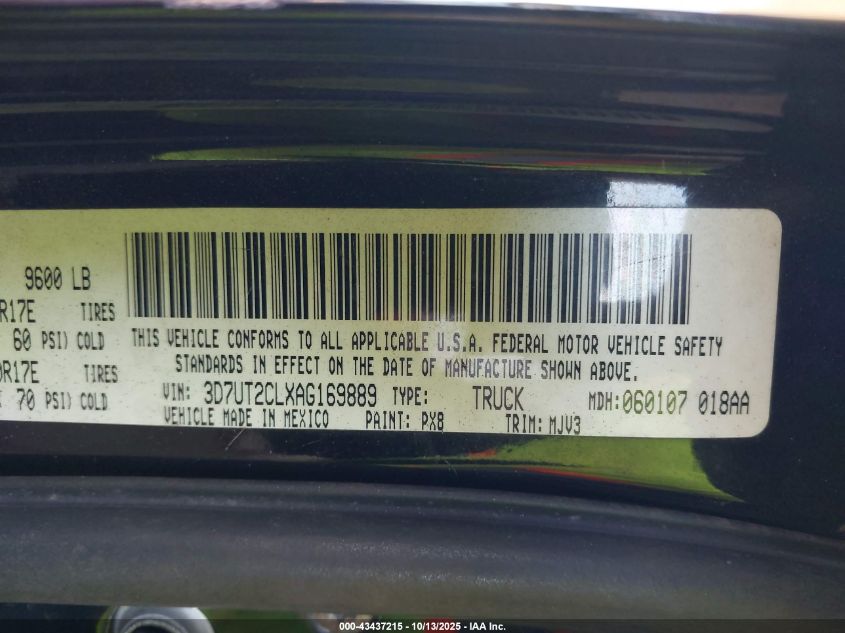 9600 LB
R17E TIRES
60 PSI) COLD
0R17E TIRES
70 PSI) COLD
THIS VEHICLE CONFORMS TO ALL APPLICABLE U.S.A. FEDERAL MOTOR VEHICLE SAFETY
STANDARDS IN EFFECT ON THE DATE OF MANUFACTURE SHOWN ABOVE.
VIN: 3D7UT2CLXAG169889 TYPE: TRUCK MDH:060107 018AA
VEHICLE MADE IN MEXICO PAINT: PX8 TRIM: MJV3
000-43437215 - 10/13/2025 - IAA Inc.